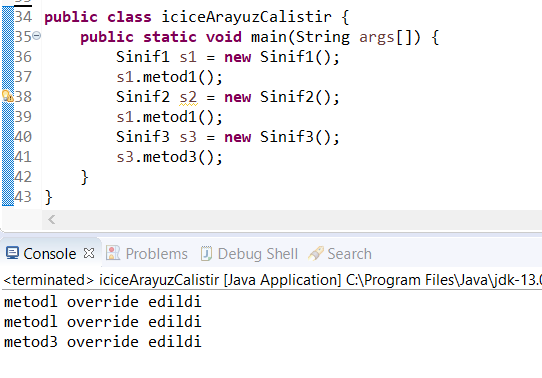 34 public class iciceArayuzCalistir {
35 public static void main(String args[]) {
36 Sinif1 s1 = new Sinif1();
37 s1.metod1();
38 Sinif2 s2 = new Sinif2();
39 s1.metod1();
40 Sinif3 s3 = new Sinif3();
41 s3.metod3();
42 }
43 }
Console Problems Debug Shell Search
<terminated> iciceArayuzCalistir [Java Application] C:\Program Files\Java\jdk-13.0
metodl override edildi
metodl override edildi
metod3 override edildi